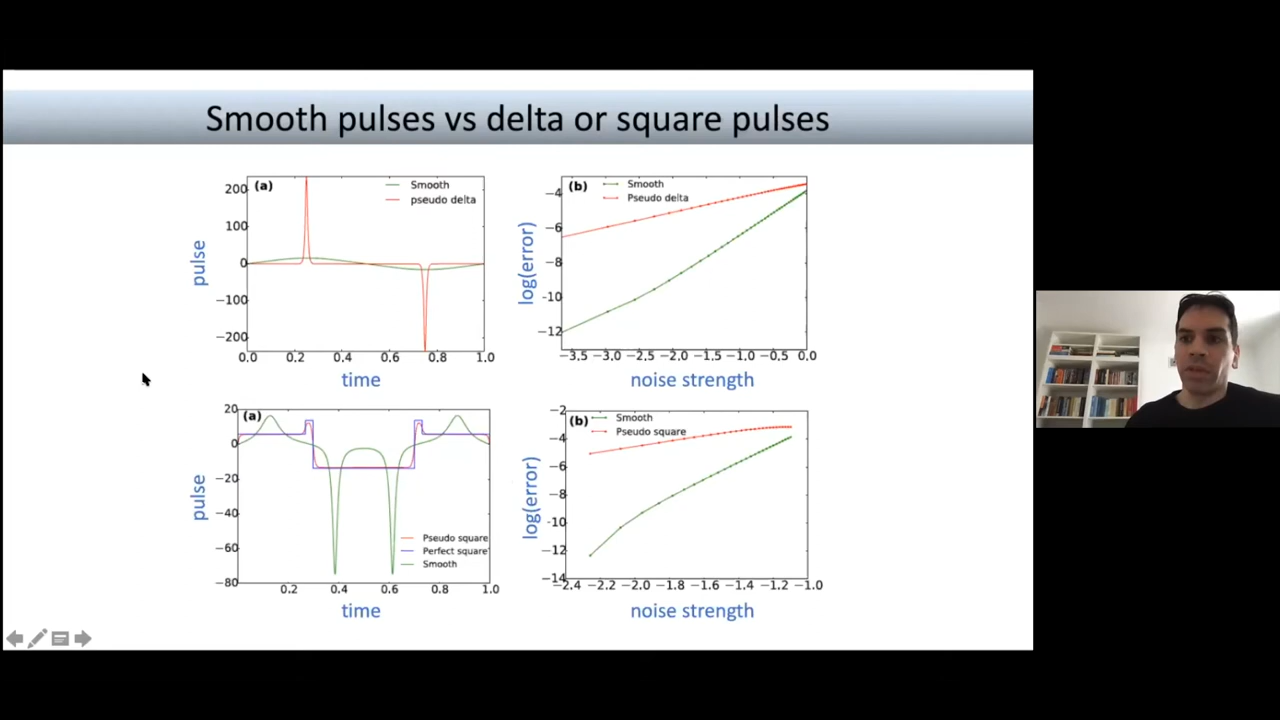 Smooth pulses vs delta or square pulses
(a)
Smooth
pseudo delta
200
100
0
−100
−200
0.0 0.2 0.4 0.6 0.8 1.0
pulse
time
(b)
Smooth
Pseudo delta
−4
−6
−8
−10
−12
−3.5 −3.0 −2.5 −2.0 −1.5 −1.0 −0.5 0.0
log(error)
noise strength
(a)
20
0
−20
−40
−60
−80
Pseudo square
Perfect square
Smooth
0.2 0.4 0.6 0.8 1.0
pulse
time
(b)
Smooth
Pseudo square
−2
−4
−6
−8
−10
−12
−14
−2.4 −2.2 −2.0 −1.8 −1.6 −1.4 −1.2 −1.0
log(error)
noise strength